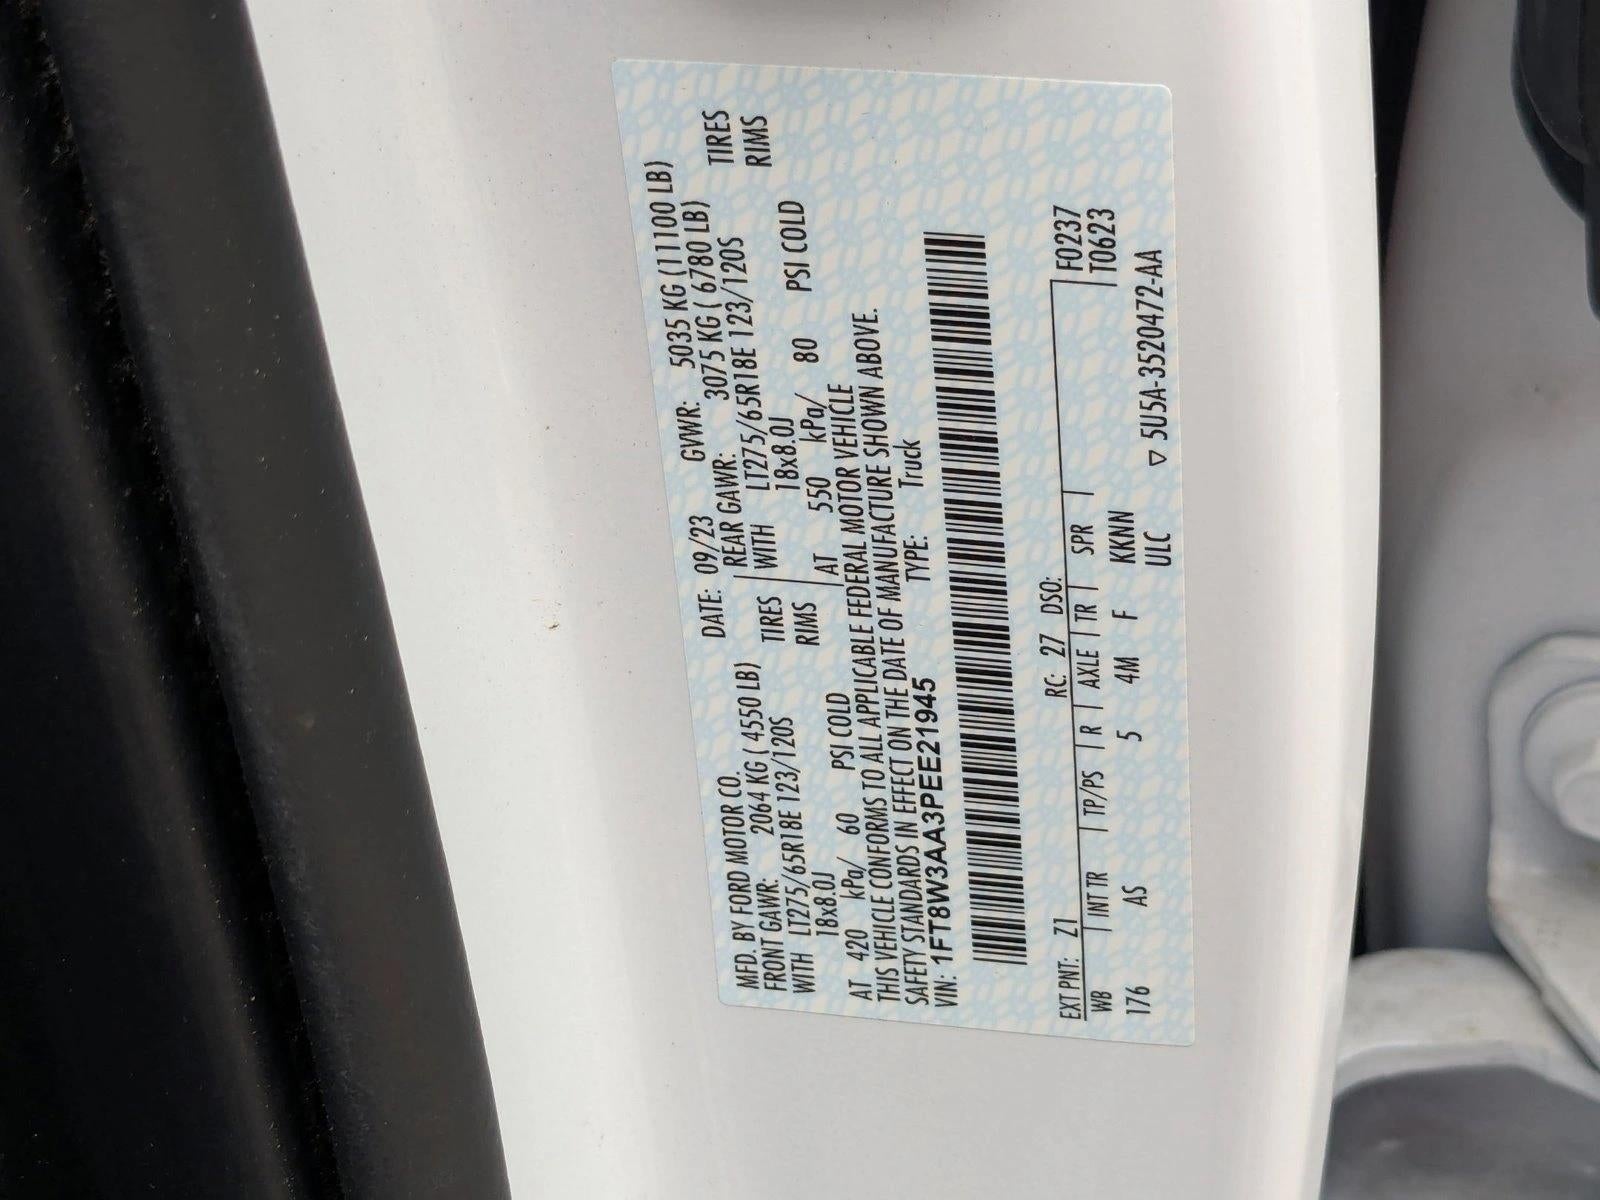 MFD. BY FORD MOTOR CO.
DATE: 09/23 GVWR: 5035 KG (11100 LB)
FRONT GAWR: 2064 KG ( 4550 LB)
REAR GAWR: 3075 KG ( 6780 LB)
WITH LT275/65R18E 123/120S TIRES
WITH LT275/65R18E 123/120S TIRES
18x8.0J RIMS
18x8.0J RIMS
AT 420 kPa/ 60 PSI COLD
AT 550 kPa/ 80 PSI COLD
THIS VEHICLE CONFORMS TO ALL APPLICABLE FEDERAL MOTOR VEHICLE
SAFETY STANDARDS IN EFFECT ON THE DATE OF MANUFACTURE SHOWN ABOVE.
VIN: 1FT8W3AA3PEE21945 TYPE: Truck
EXT PNT: Z1 RC: 27 DSO: F0237
WB | INT TR | TP/PS | R | AXLE | TR | SPR | T0623
176 AS 5 4M F KKNN
ULC
▽ 5U5A-3520472-AA